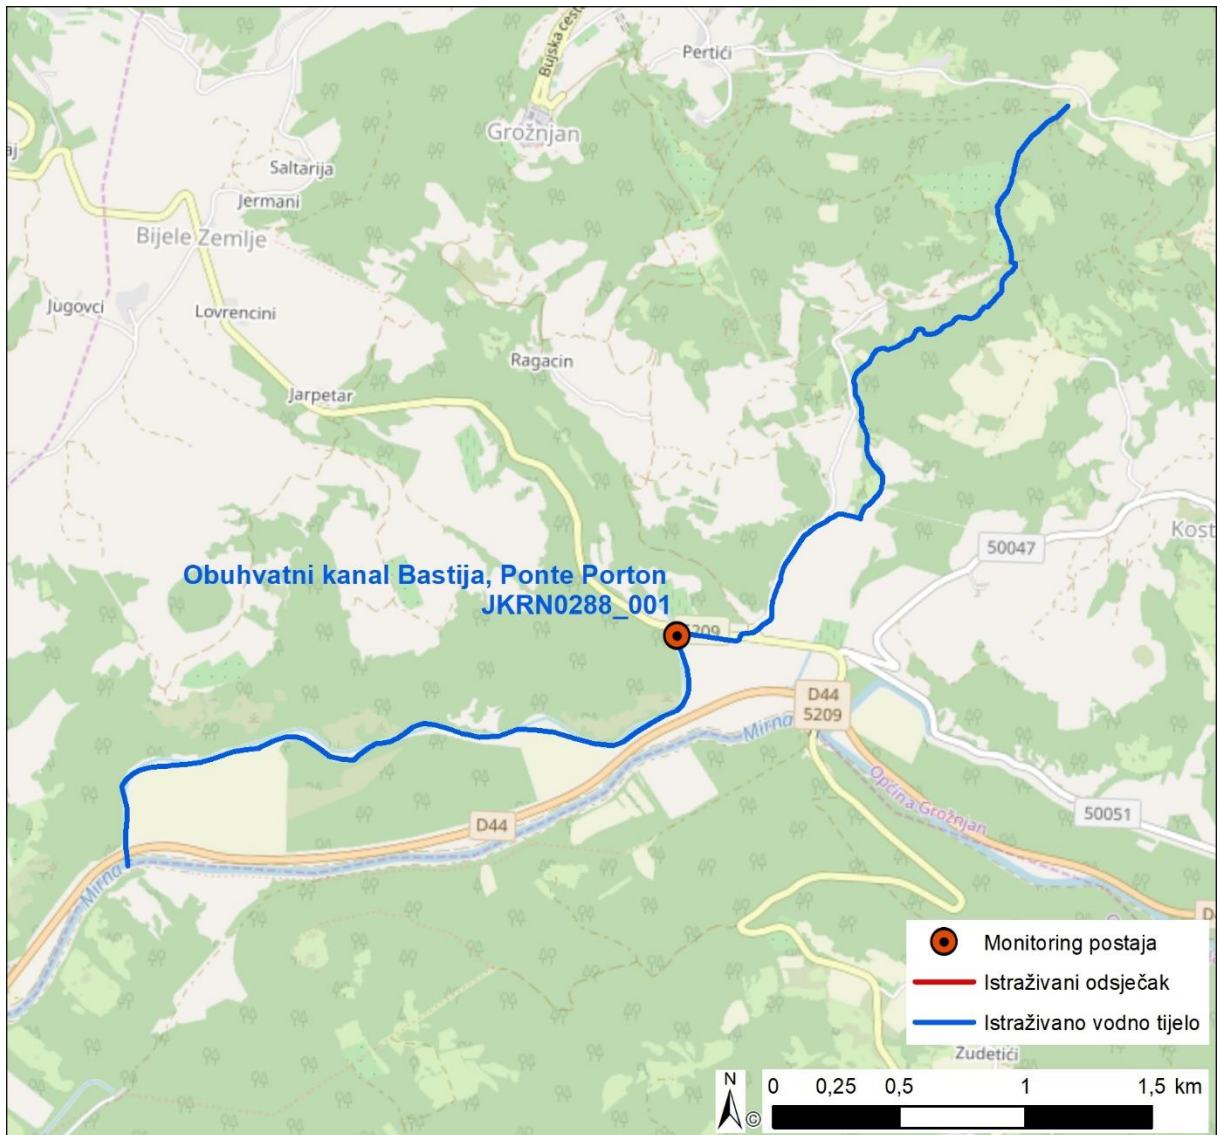 Pertići
Bujska cesta
Grožnjan
Saltarija
Jermani
Bijele Zemlje
Jugovci
Lovrencini
Ragacin
Jarpetar
Kost
50047
Obuhvatni kanal Bastija, Ponte Porton
JKRN0288_001
5209
D44
5209
Mirna
Općina Grožnjan
50051
D44
Mirna
Monitoring postaja
Istraživani odsječak
Istraživano vodno tijelo
Žudetići
N
0 0,25 0,5 1 1,5 km
©